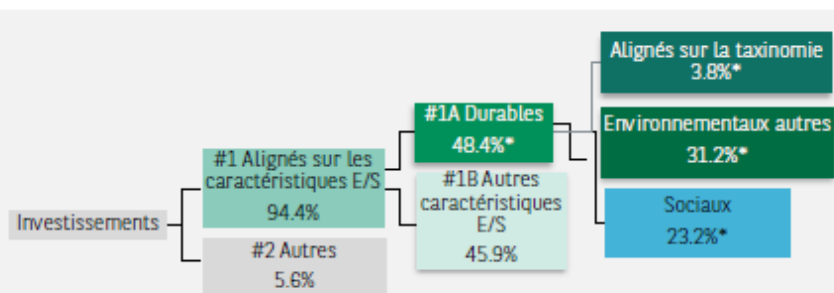 Investissements
#1 Alignés sur les
caractéristiques E/S
94.4%
#2 Autres
5.6%
#1A Durables
48.4%*
#1B Autres
caractéristiques
E/S
45.9%
Alignés sur la taxinomie
3.8%*
Environnementaux autres
31.2%*
Sociaux
23.2%*